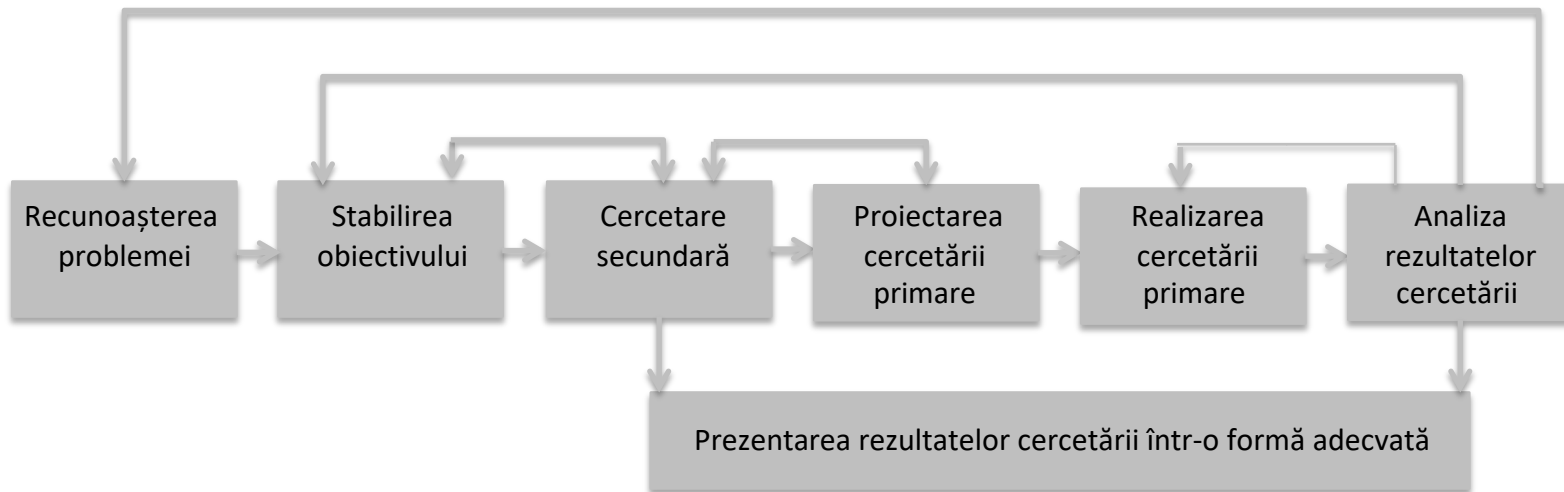 Recunoașterea
problemei
Stabilirea
obiectivului
Cercetare
secundară
Proiectarea
cercetării
primare
Realizarea
cercetării
primare
Analiza
rezultatelor
cercetării
Prezentarea rezultatelor cercetării într-o formă adecvată